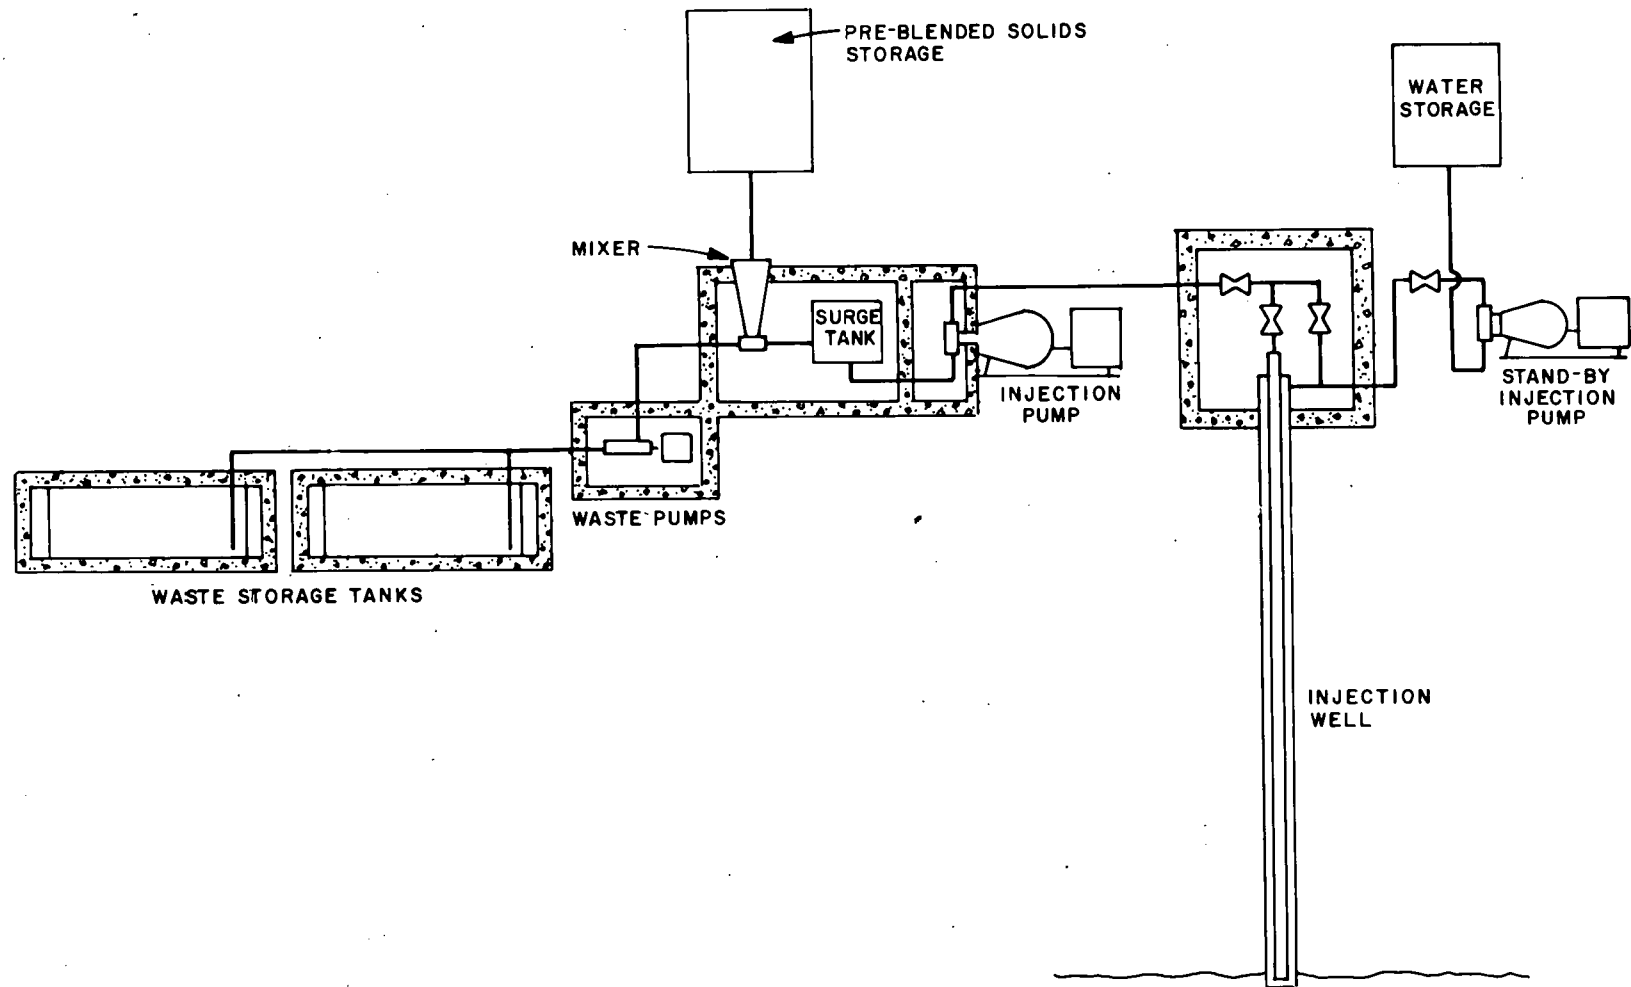 PRE-BLENDED SOLIDS
STORAGE
WATER
STORAGE
MIXER
SURGE
TANK
INJECTION
PUMP
STAND-BY
INJECTION
PUMP
WASTE PUMPS
WASTE STORAGE TANKS
INJECTION
WELL